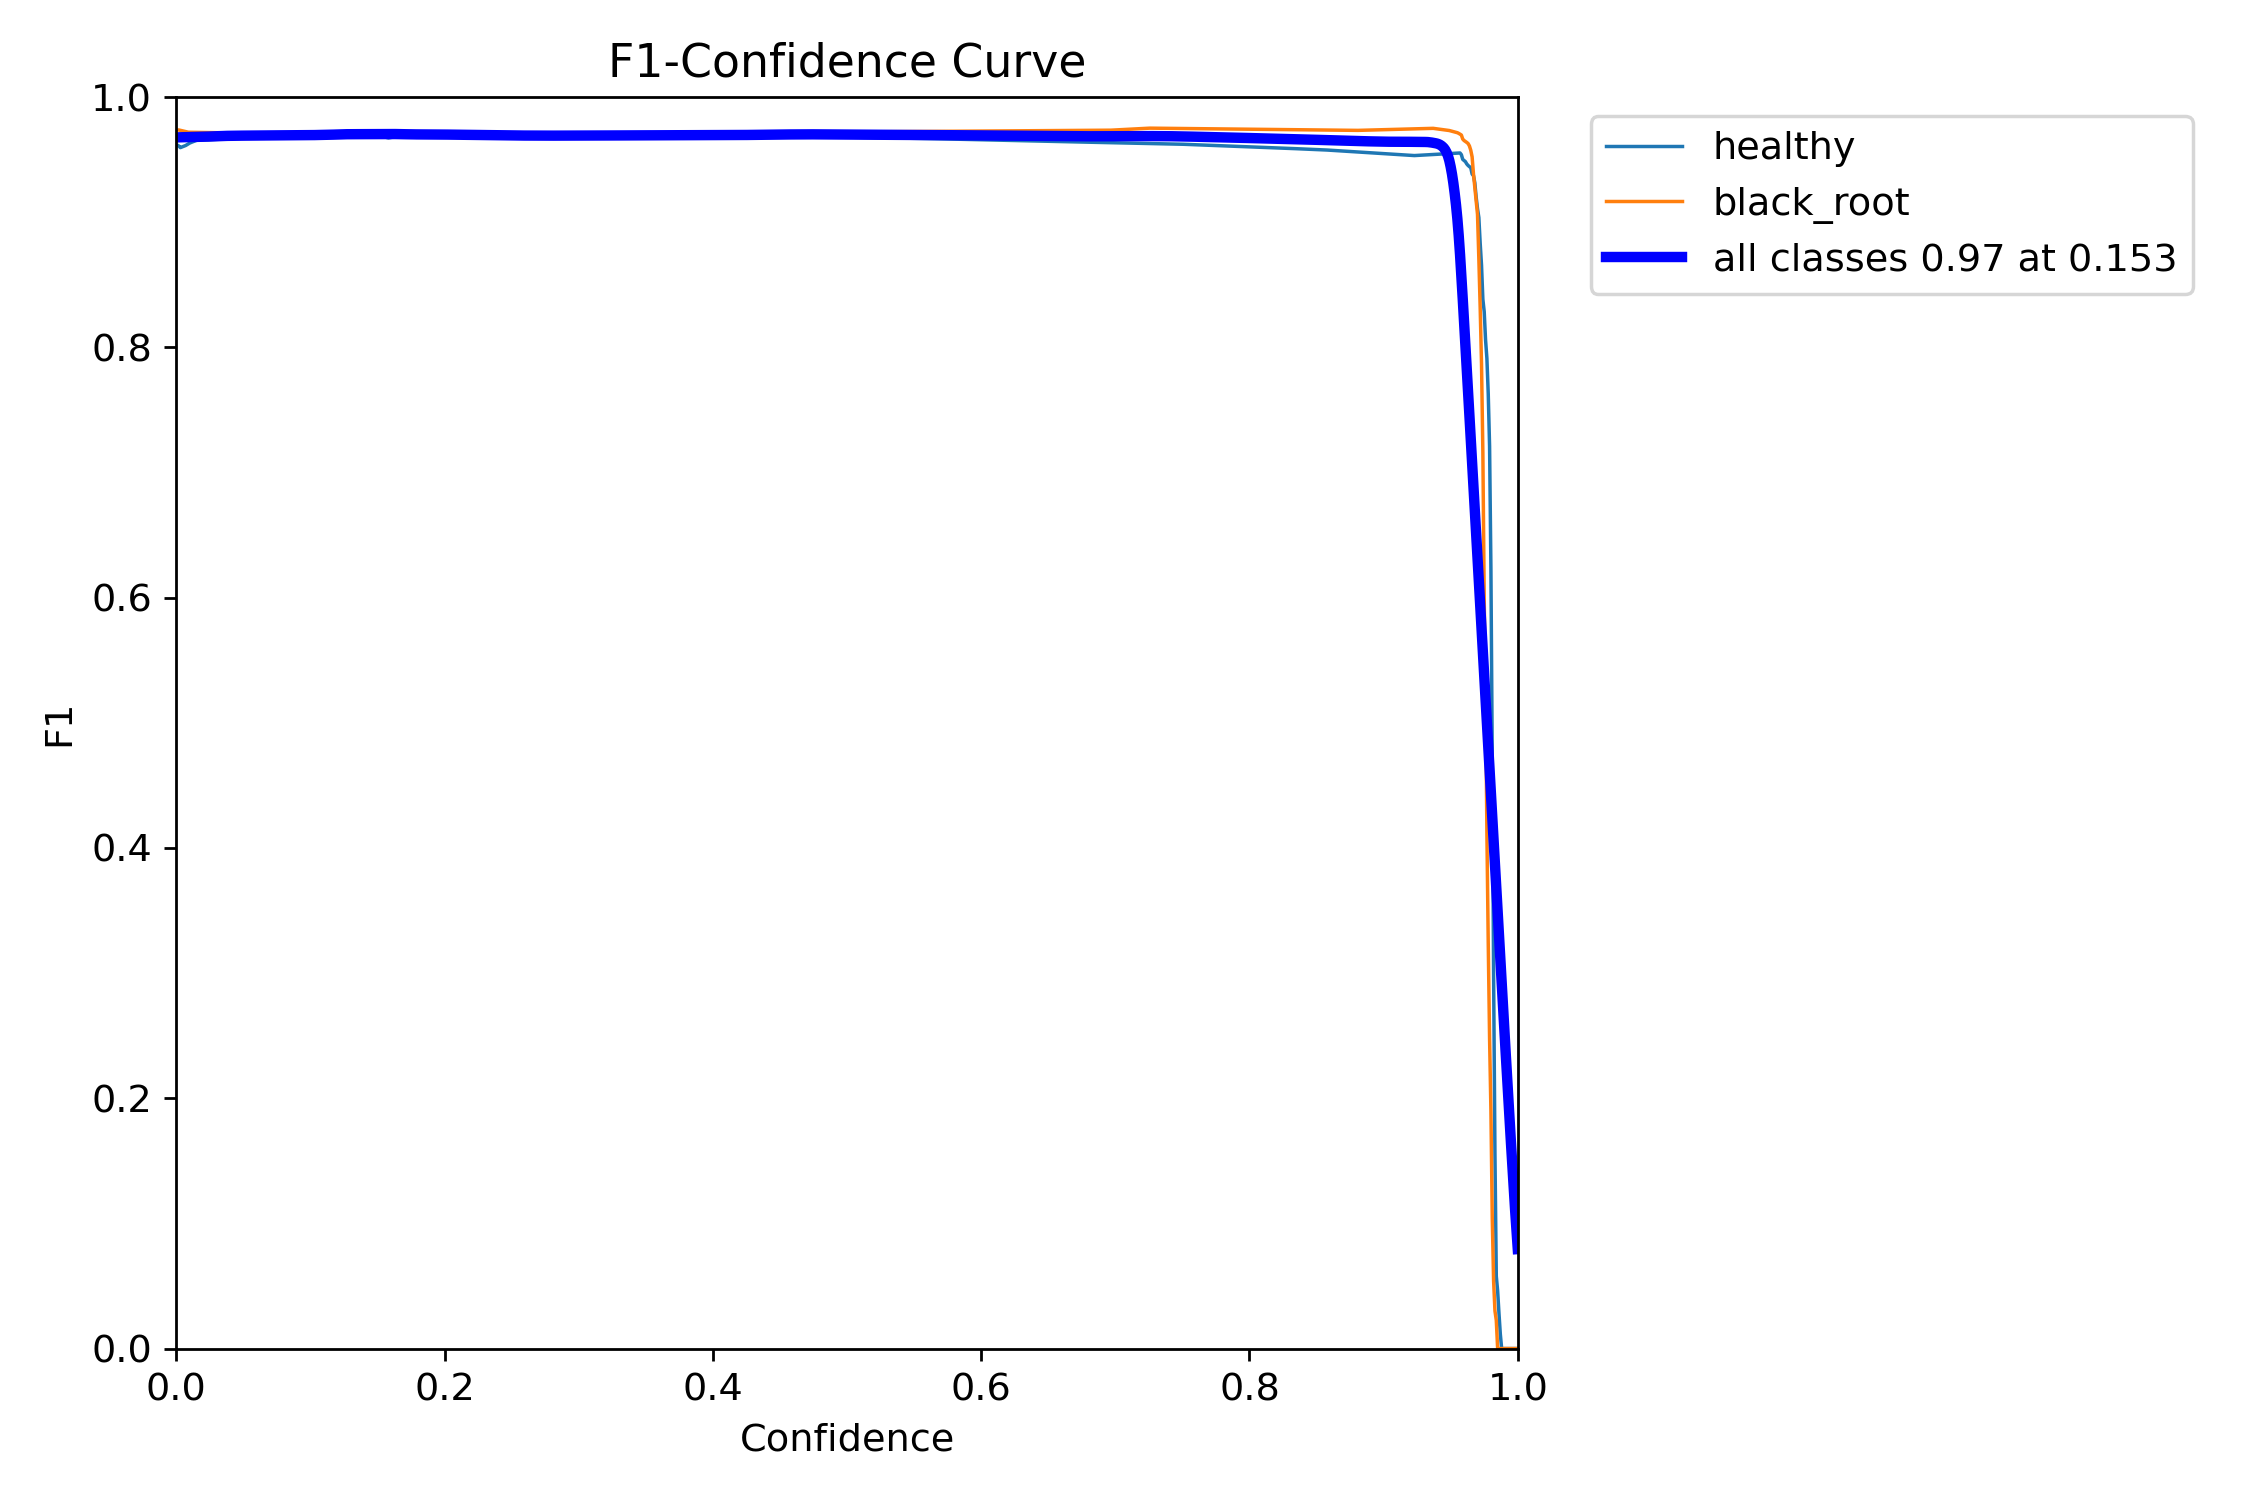 F1-Confidence Curve
1.0
0.8
0.6
0.4
0.2
0.0
F1
0.0 0.2 0.4 0.6 0.8 1.0
Confidence
healthy
black_root
all classes 0.97 at 0.153